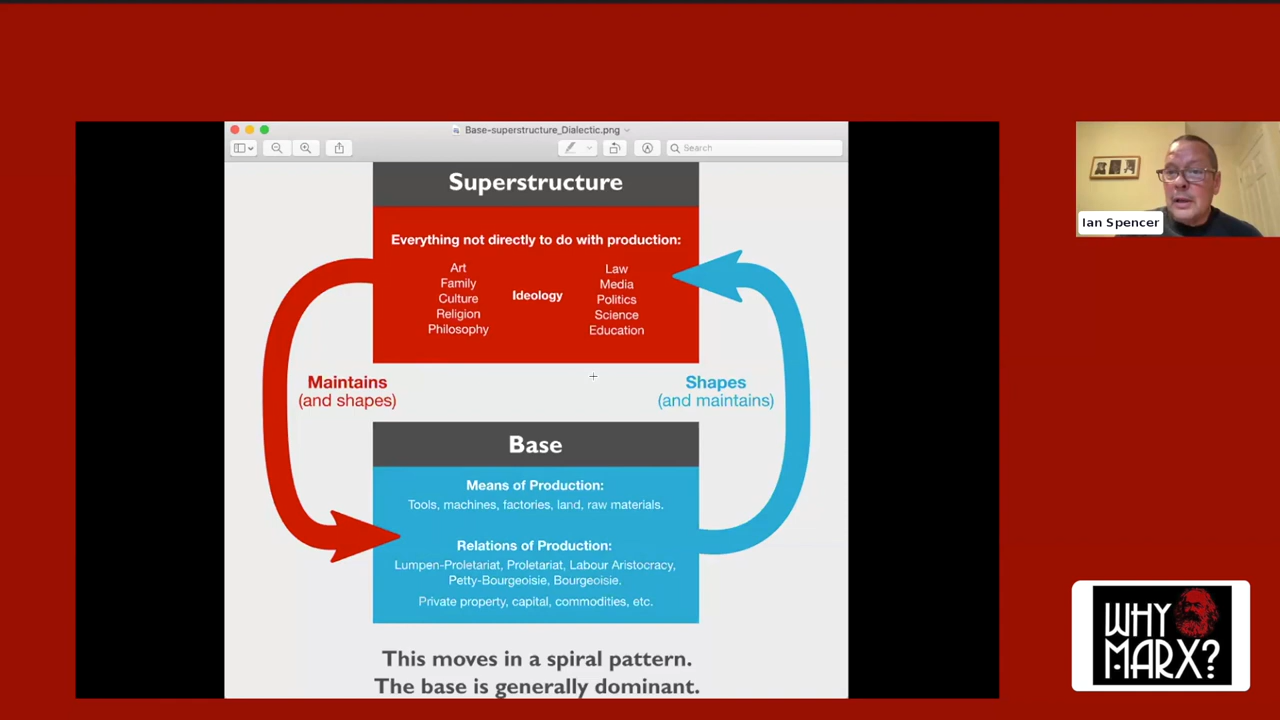 Base-superstructure_Dialectic.png
Search
Superstructure
Everything not directly to do with production:
Art
Family
Culture
Religion
Philosophy
Ideology
Law
Media
Politics
Science
Education
Maintains
(and shapes)
Shapes
(and maintains)
Base
Means of Production:
Tools, machines, factories, land, raw materials.
Relations of Production:
Lumpen-Proletariat, Proletariat, Labour Aristocracy,
Petty-Bourgeoisie, Bourgeoisie.
Private property, capital, commodities, etc.
This moves in a spiral pattern.
The base is generally dominant.
Ian Spencer
WHY
MARX?